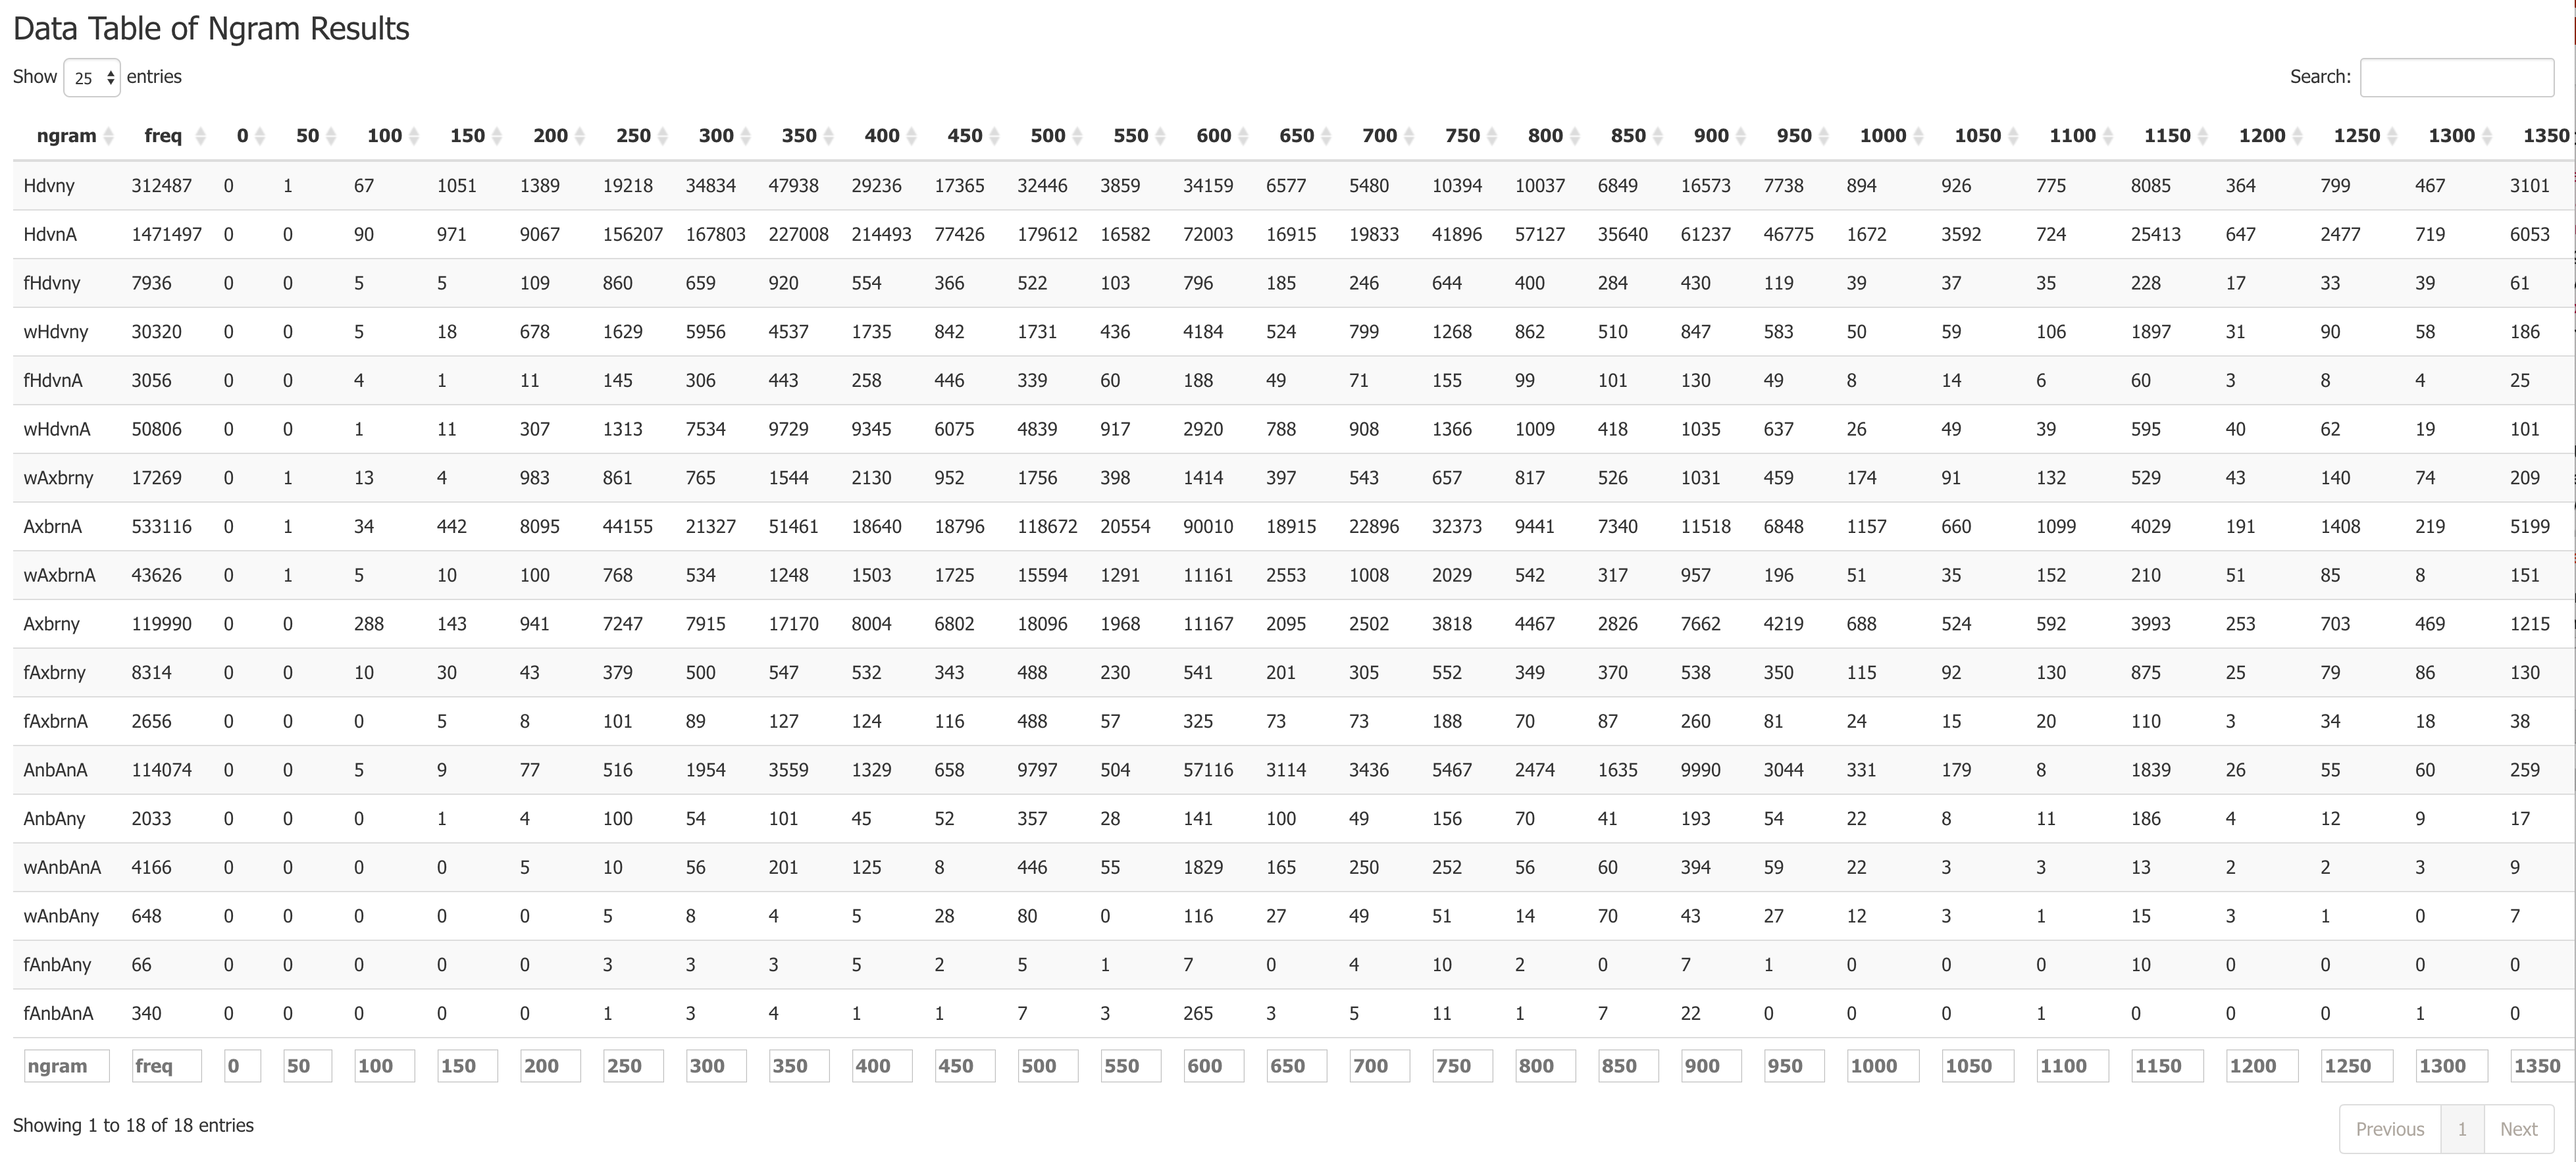 Data Table of Ngram Results
Show 25 entries Search:
ngram freq 0 50 100 150 200 250 300 350 400 450 500 550 600 650 700 750 800 850 900 950 1000 1050 1100 1150 1200 1250 1300 1350
Hdvny 312487 0 1 67 1051 1389 19218 34834 47938 29236 17365 32446 3859 34159 6577 5480 10394 10037 6849 16573 7738 894 926 775 8085 364 799 467 3101
HdvnA 1471497 0 0 90 971 9067 156207 167803 227008 214493 77426 179612 16582 72003 16915 19833 41896 57127 35640 61237 46775 1672 3592 724 25413 647 2477 719 6053
fHdvny 7936 0 0 5 5 109 860 659 920 554 366 522 103 796 185 246 644 400 284 430 119 39 37 35 228 17 33 39 61
wHdvny 30320 0 0 5 18 678 1629 5956 4537 1735 842 1731 436 4184 524 799 1268 862 510 847 583 50 59 106 1897 31 90 58 186
fHdvnA 3056 0 0 4 1 11 145 306 443 258 446 339 60 188 49 71 155 99 101 130 49 8 14 6 60 3 8 4 25
wHdvnA 50806 0 0 1 11 307 1313 7534 9729 9345 6075 4839 917 2920 788 908 1366 1009 418 1035 637 26 49 39 595 40 62 19 101
wAxbrny 17269 0 1 13 4 983 861 765 1544 2130 952 1756 398 1414 397 543 657 817 526 1031 459 174 91 132 529 43 140 74 209
AxbrnA 533116 0 1 34 442 8095 44155 21327 51461 18640 18796 118672 20554 90010 18915 22896 32373 9441 7340 11518 6848 1157 660 1099 4029 191 1408 219 5199
wAxbrnA 43626 0 1 5 10 100 768 534 1248 1503 1725 15594 1291 11161 2553 1008 2029 542 317 957 196 51 35 152 210 51 85 8 151
Axbrny 119990 0 0 288 143 941 7247 7915 17170 8004 6802 18096 1968 11167 2095 2502 3818 4467 2826 7662 4219 688 524 592 3993 253 703 469 1215
fAxbrny 8314 0 0 10 30 43 379 500 547 532 343 488 230 541 201 305 552 349 370 538 350 115 92 130 875 25 79 86 130
fAxbrnA 2656 0 0 0 5 8 101 89 127 124 116 488 57 325 73 73 188 70 87 260 81 24 15 20 110 3 34 18 38
AnbAnA 114074 0 0 5 9 77 516 1954 3559 1329 658 9797 504 57116 3114 3436 5467 2474 1635 9990 3044 331 179 8 1839 26 55 60 259
AnbAny 2033 0 0 0 1 4 100 54 101 45 52 357 28 141 100 49 156 70 41 193 54 22 8 11 186 4 12 9 17
wAnbAnA 4166 0 0 0 0 5 10 56 201 125 8 446 55 1829 165 250 252 56 60 394 59 22 3 3 13 2 2 3 9
wAnbAny 648 0 0 0 0 0 5 8 4 5 28 80 0 116 27 49 51 14 70 43 27 12 3 1 15 3 1 0 7
fAnbAny 66 0 0 0 0 0 3 3 3 5 2 5 1 7 0 4 10 2 0 7 1 0 0 0 10 0 0 0 0
fAnbAnA 340 0 0 0 0 0 1 3 4 1 1 7 3 265 3 5 11 1 7 22 0 0 0 1 0 0 0 1 0
ngram freq 0 50 100 150 200 250 300 350 400 450 500 550 600 650 700 750 800 850 900 950 1000 1050 1100 1150 1200 1250 1300 1350
Showing 1 to 18 of 18 entries Previous 1 Next